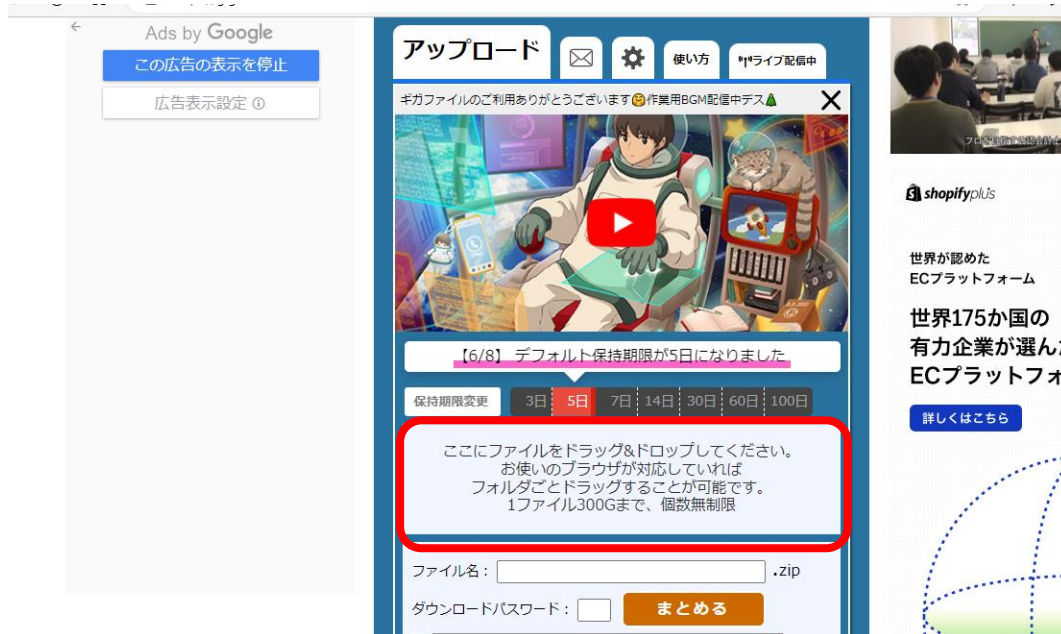 Ads by Google
この広告の表示を停止
広告表示設定
アップロード
使い方
ライブ配信中
ギガファイルのご利用ありがとうございます😊作業用BGM配信中デス🎄
【6/8】 デフォルト保持期限が5日になりました
保持期限変更
3日 5日 7日 14日 30日 60日 100日
ここにファイルをドラッグ&ドロップしてください。
お使いのブラウザが対応していれば
フォルダごとドラッグすることが可能です。
1ファイル300Gまで、個数無制限
ファイル名：
.zip
ダウンロードパスワード：
まとめる
shopifyplus
世界が認めた
ECプラットフォーム
世界175か国の
有力企業が選ん
ECプラットフォ
詳しくはこちら